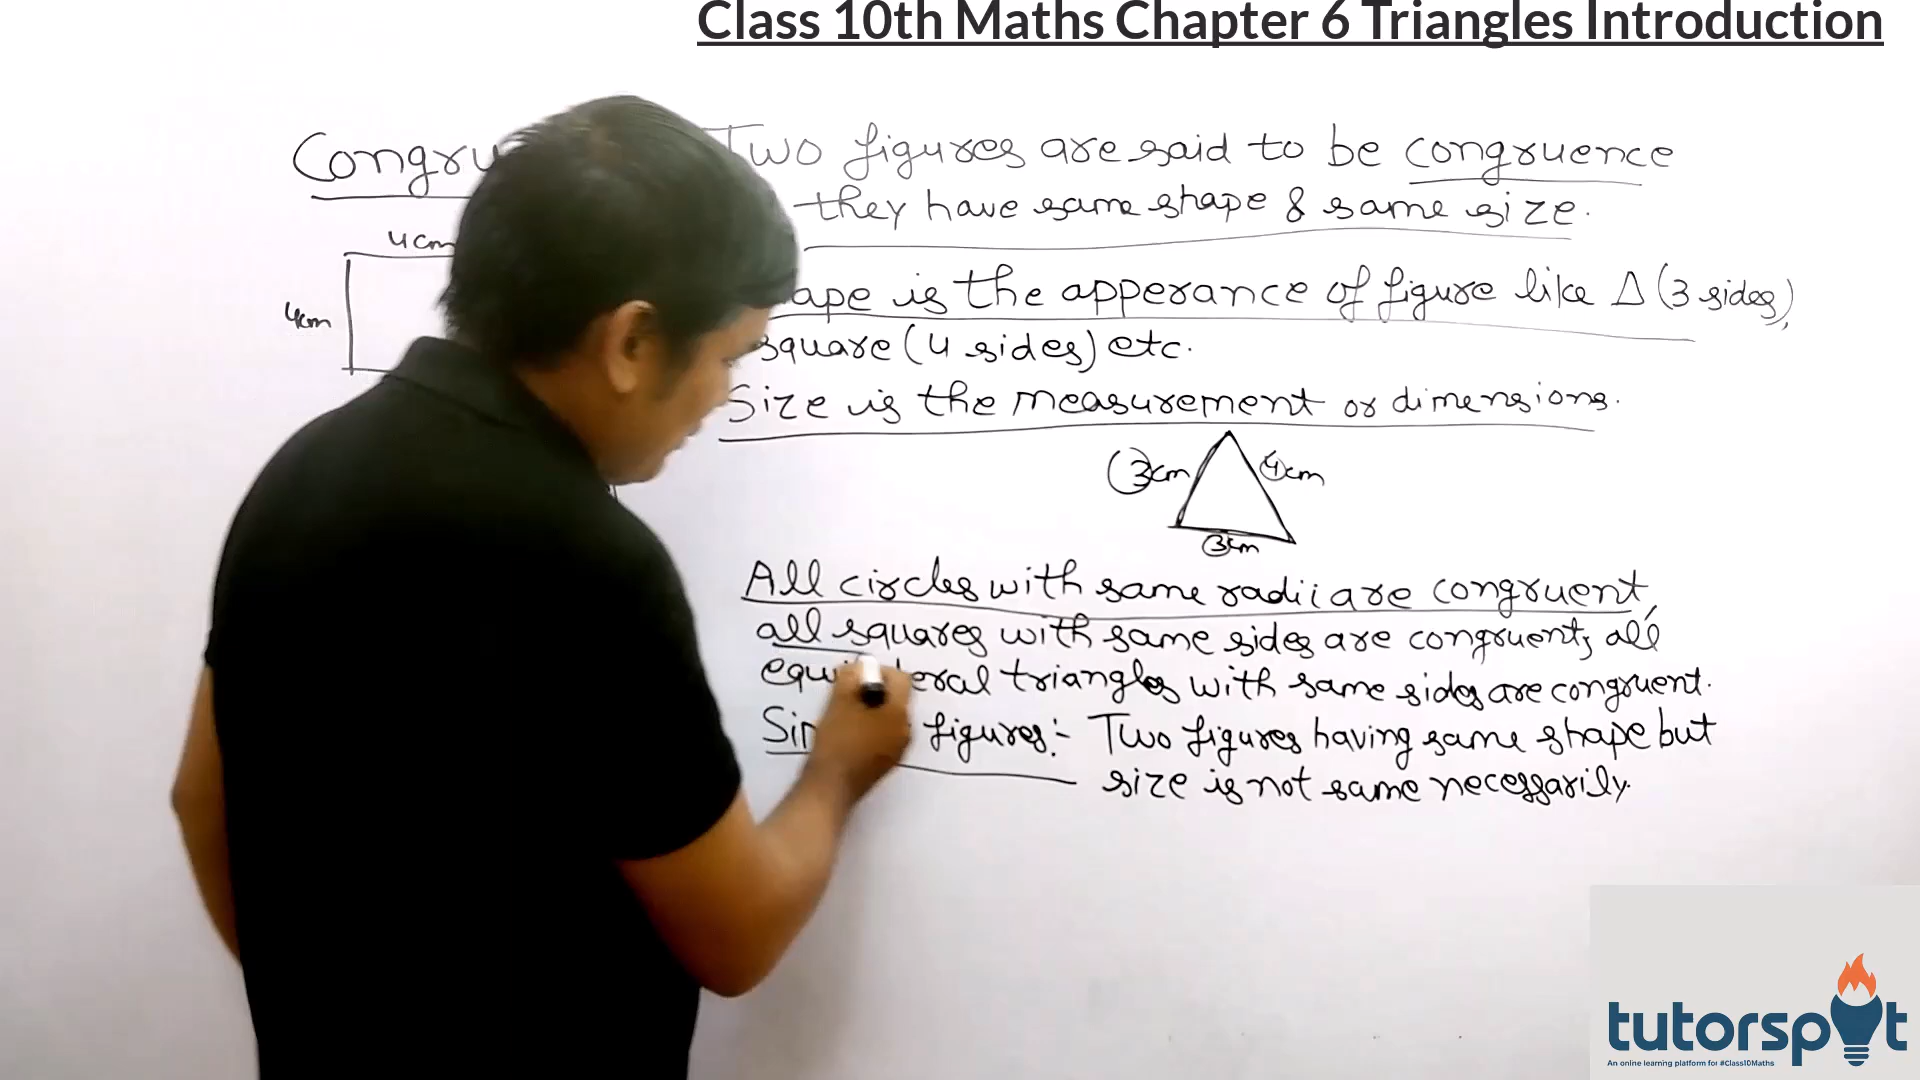 Class 10th Maths Chapter 6 Triangles Introduction
Congru Two figures are said to be congruence
they have same shape & same size.
4cm
4cm
ape is the apperance of figure like Δ (3 sides),
square (4 sides) etc.
Size is the measurement or dimensions.
3cm
4cm
3cm
All circles with same radii are congruent,
all squares with same sides are congruent, all
equi teral triangles with same sides are congruent.
Sim figures:- Two figures having same shape but
size is not same necessarily.
tutorspot
An online learning platform for #Class10Maths